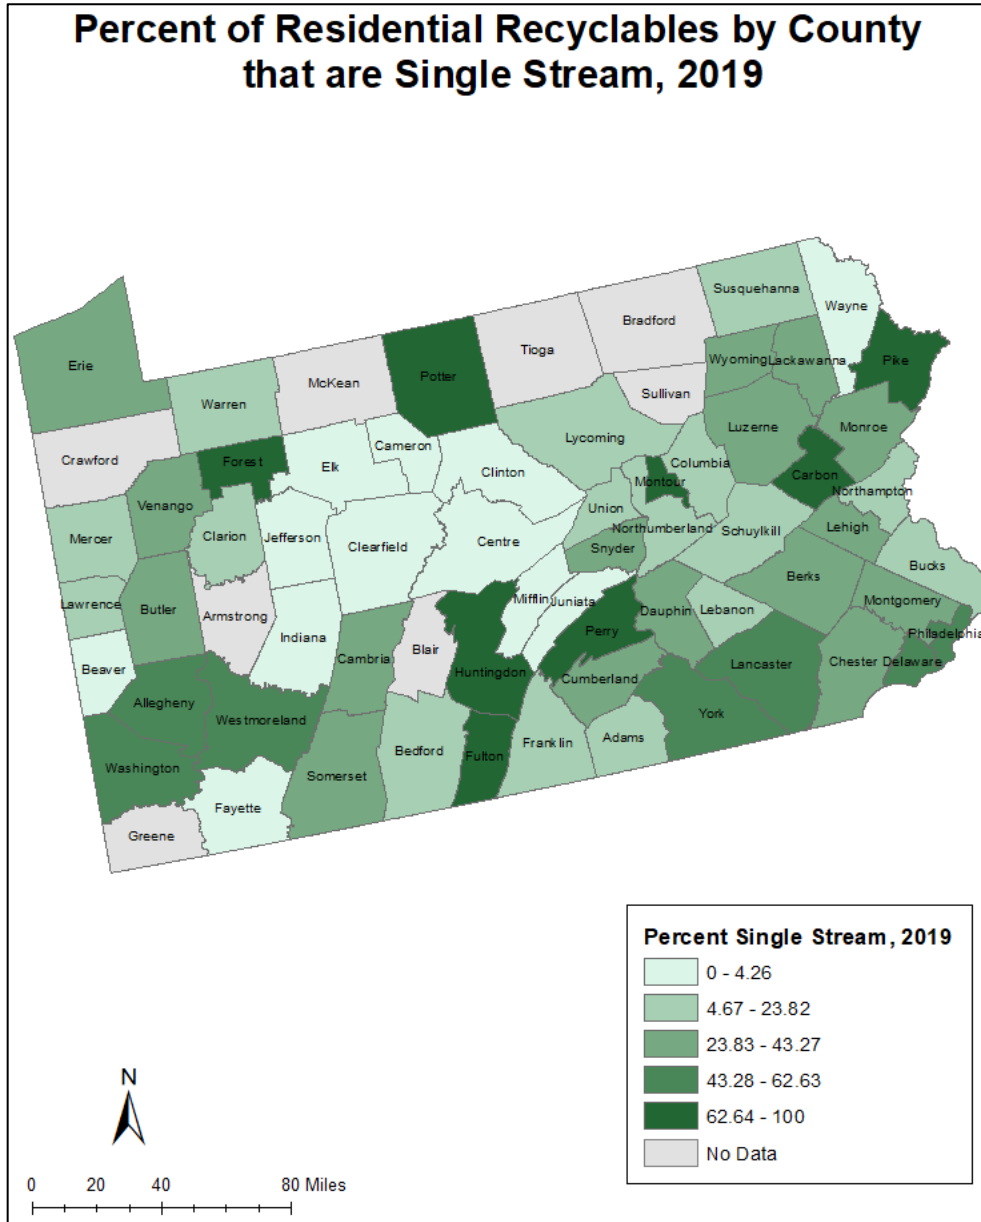 Percent of Residential Recyclables by County
that are Single Stream, 2019
Susquehanna
Wayne
Bradford
Tioga
Erie
Wyoming
Lackawanna
Pike
Potter
McKean
Sullivan
Warren
Luzerne
Monroe
Lycoming
Cameron
Crawford
Forest
Elk
Clinton
Columbia
Carbon
Montour
Northampton
Venango
Union
Northumberland
Schuylkill
Lehigh
Clarion
Jefferson
Clearfield
Centre
Snyder
Mercer
Bucks
Berks
Lawrence
Butler
Armstrong
Mifflin
Juniata
Montgomery
Indiana
Dauphin
Lebanon
Perry
Philadelphia
Beaver
Cambria
Blair
Huntingdon
Lancaster
Chester
Delaware
Cumberland
Allegheny
Westmoreland
York
Bedford
Fulton
Franklin
Adams
Washington
Somerset
Fayette
Greene
Percent Single Stream, 2019
0 - 4.26
4.67 - 23.82
23.83 - 43.27
43.28 - 62.63
62.64 - 100
No Data
N
0 20 40 80 Miles